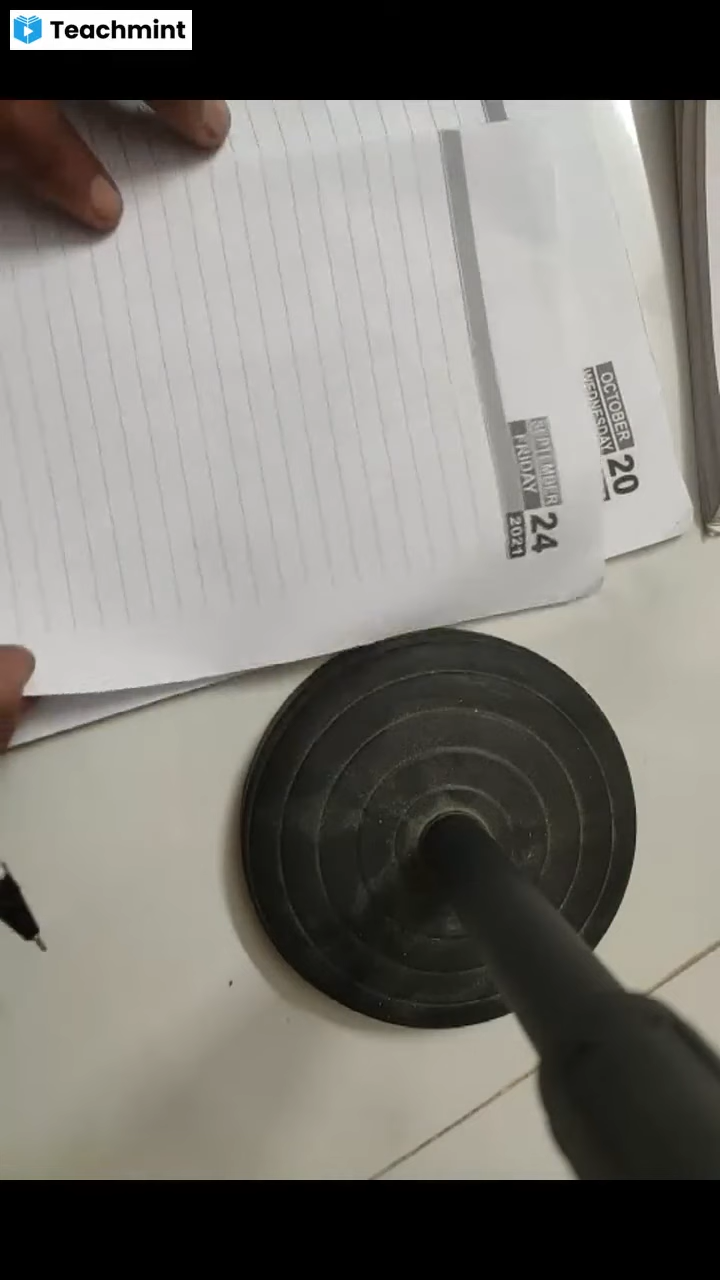 Teachmint
OCTOBER
WEDNESDAY
20
SEPTEMBER
FRIDAY
24
2021